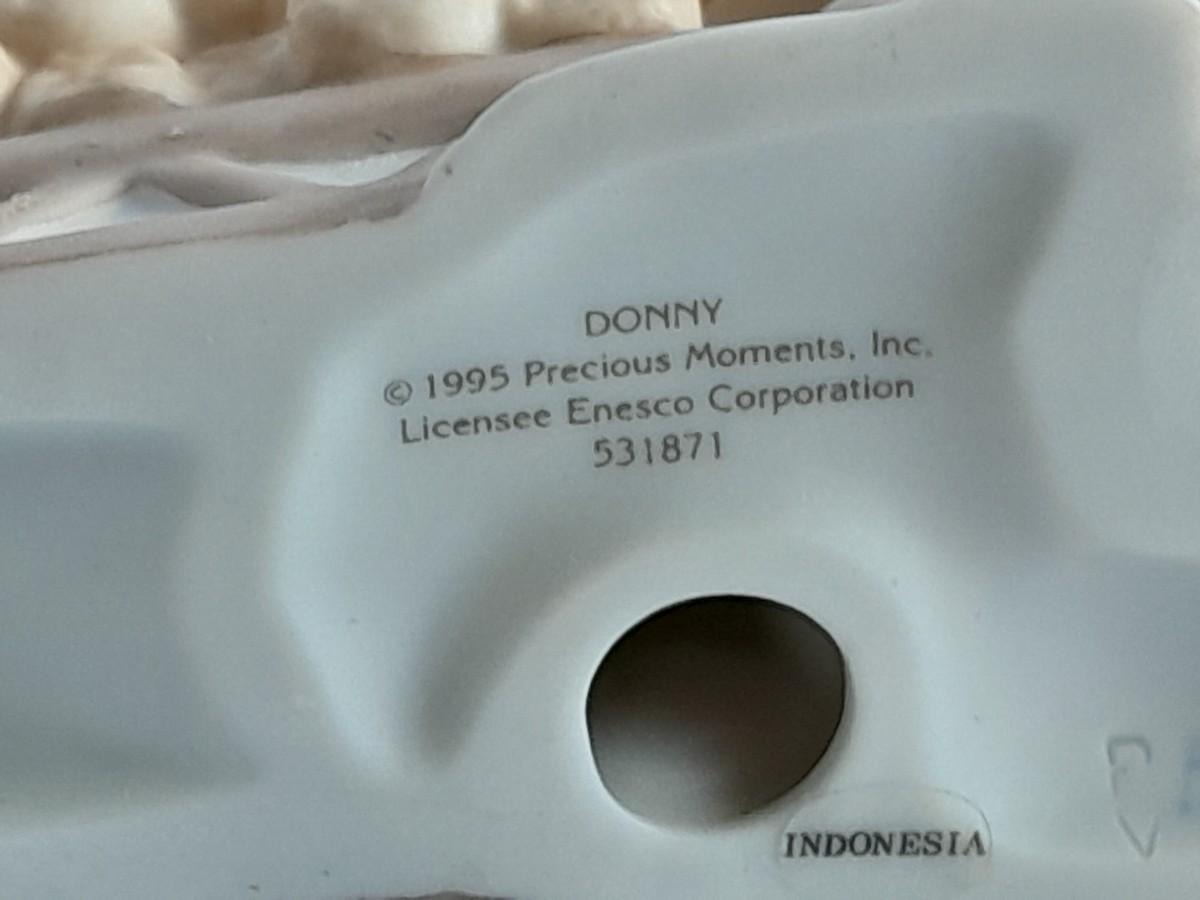 DONNY
© 1995 Precious Moments, Inc.
Licensee Enesco Corporation
531871
INDONESIA